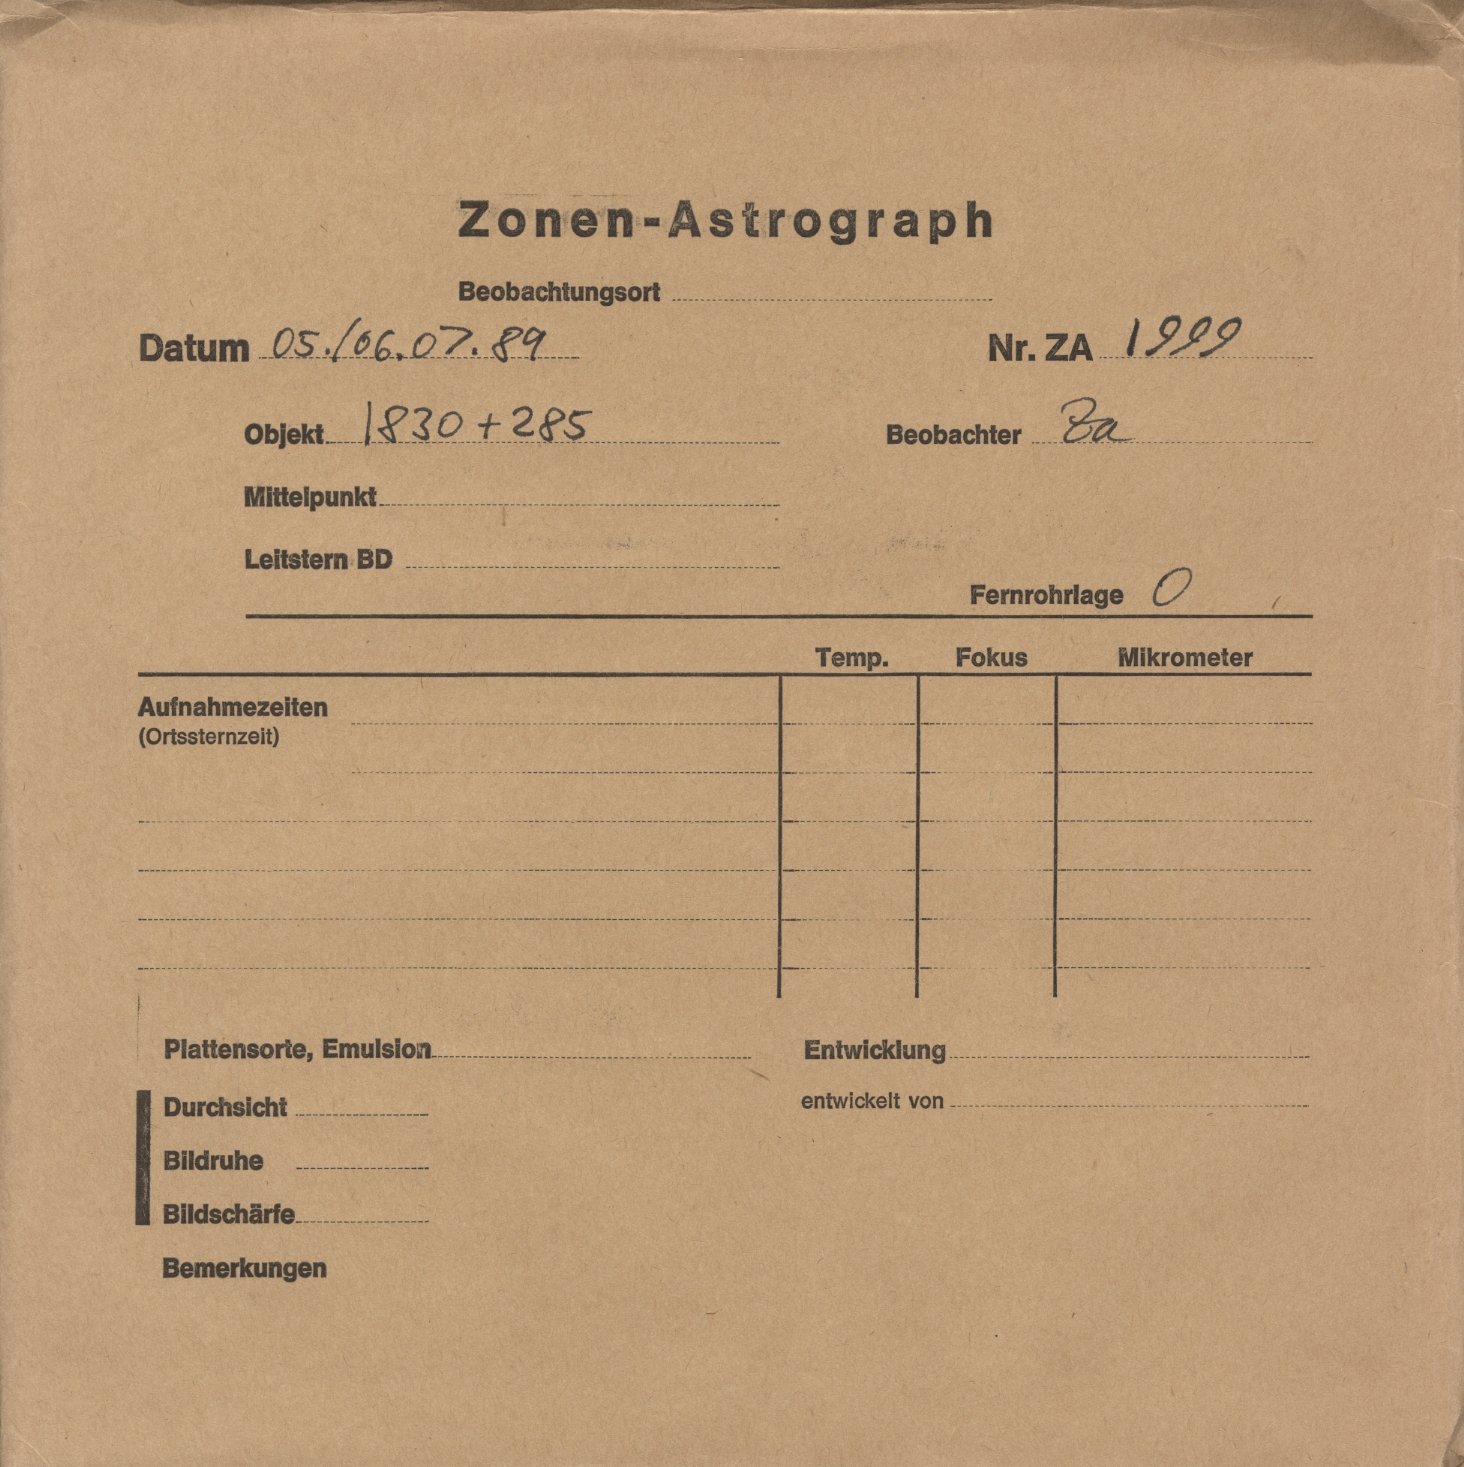 Zonen-Astrograph
Beobachtungsort
Datum 05./06.07.89 Nr. ZA 1999
Objekt 1830+285 Beobachter Za
Mittelpunkt
Leitstern BD
Fernrohrlage O
Temp. Fokus Mikrometer
Aufnahmezeiten
(Ortssternzeit)
Plattensorte, Emulsion Entwicklung
Durchsicht entwickelt von
Bildruhe
Bildschärfe
Bemerkungen